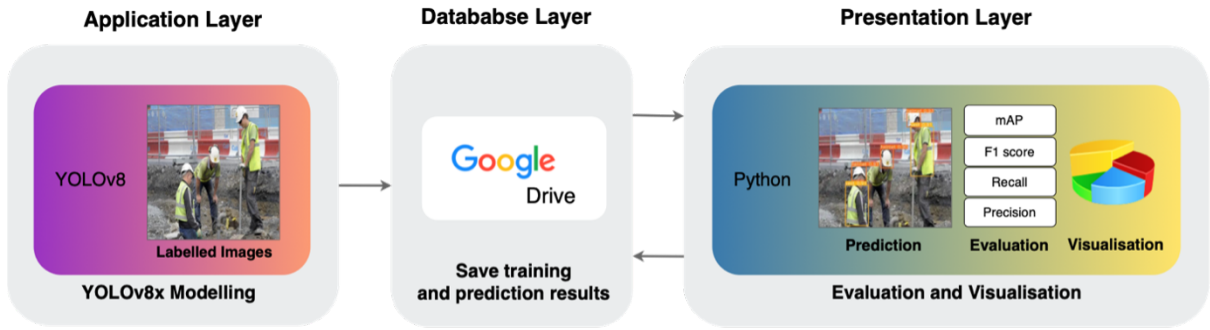 Application Layer
Datababse Layer
Presentation Layer
YOLOv8
Labelled Images
YOLOv8x Modelling
Google
Drive
Save training
and prediction results
Python
Prediction
mAP
F1 score
Recall
Precision
Evaluation
Visualisation
Evaluation and Visualisation